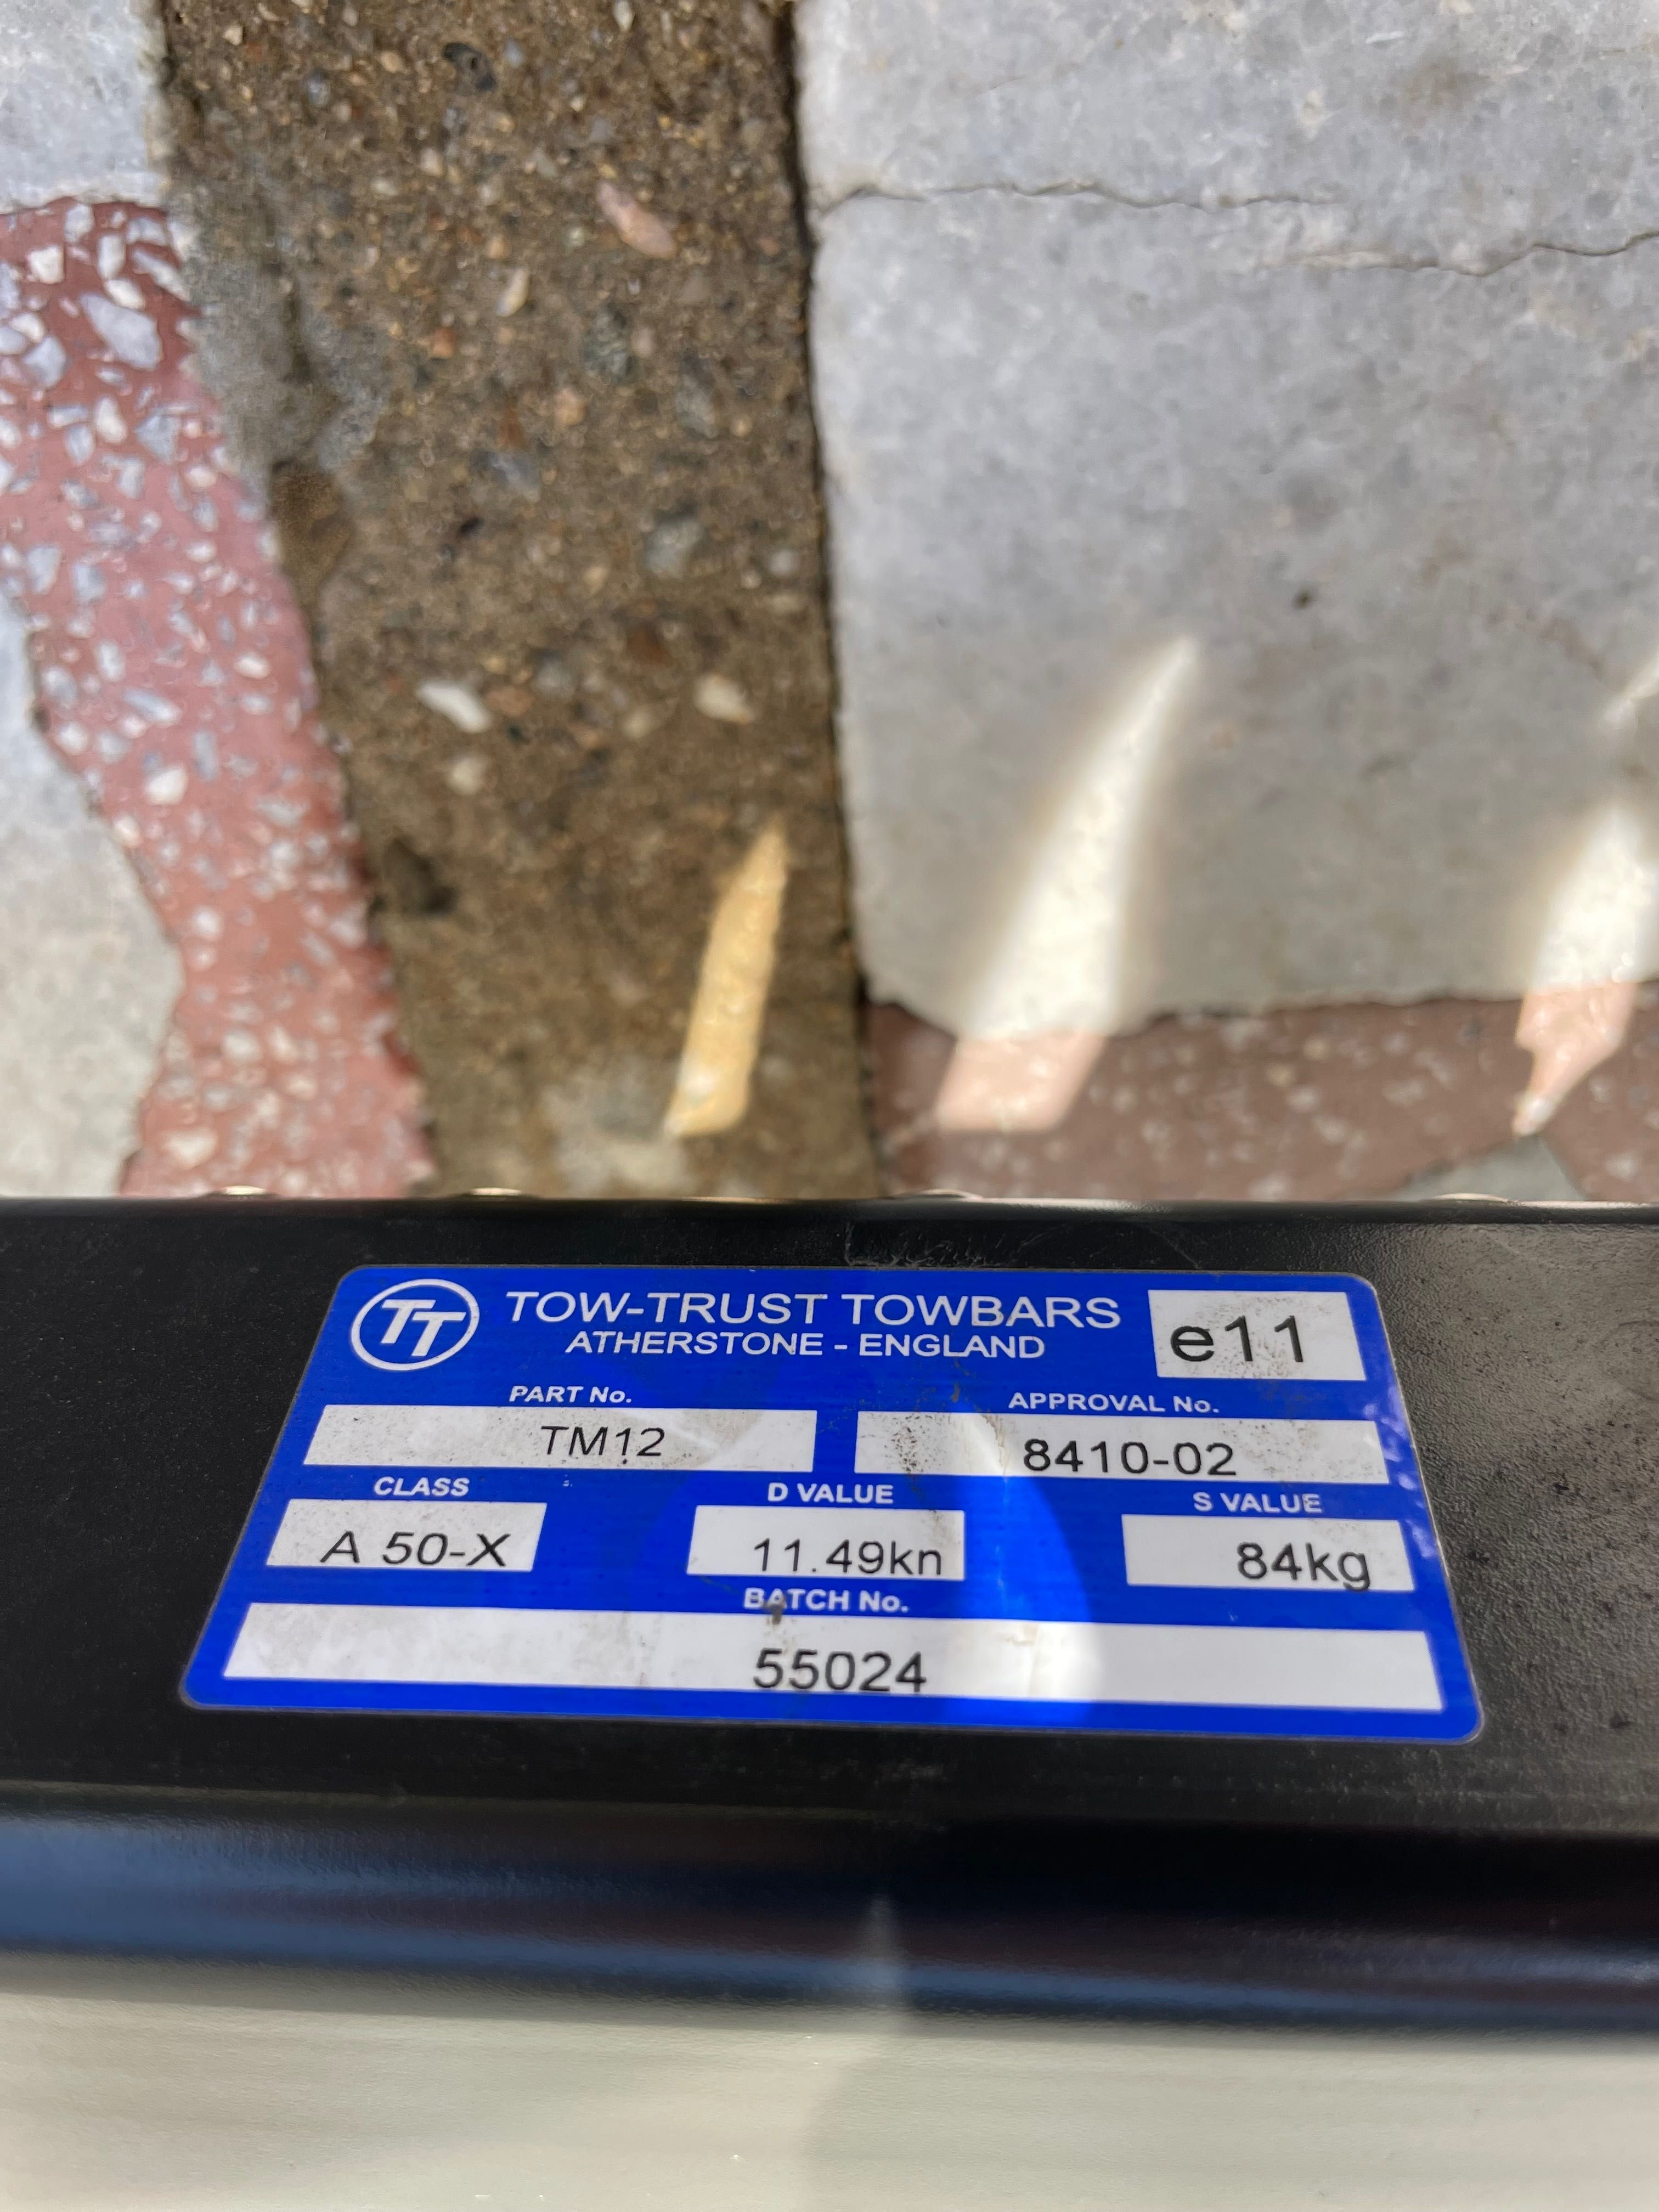 TT TOW-TRUST TOWBARS
ATHERSTONE - ENGLAND
e11
PART No. APPROVAL No.
TM12 8410-02
CLASS D VALUE S VALUE
A 50-X 11.49kn 84kg
BATCH No.
55024